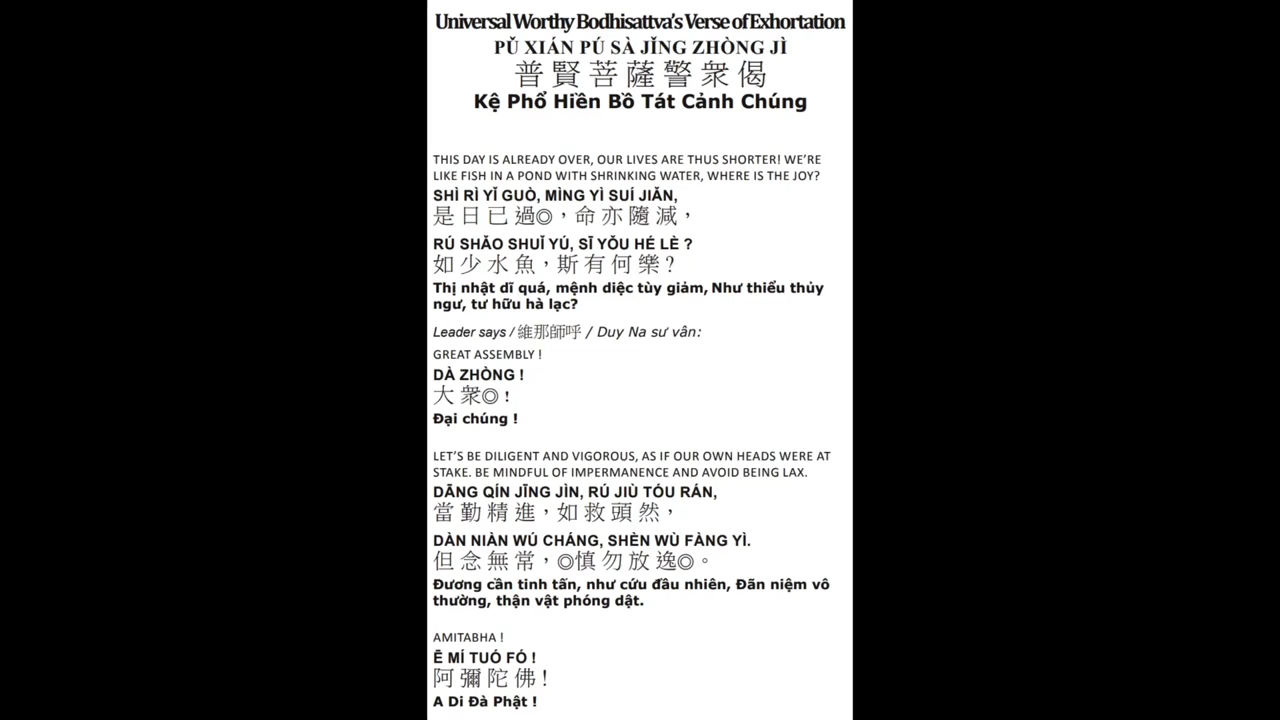 Universal Worthy Bodhisattva's Verse of Exhortation
PǓ XIÁN PÚ SÀ JǏNG ZHÒNG JÌ
普賢菩薩警眾偈
Kệ Phổ Hiền Bồ Tát Cảnh Chúng
THIS DAY IS ALREADY OVER, OUR LIVES ARE THUS SHORTER! WE'RE
LIKE FISH IN A POND WITH SHRINKING WATER, WHERE IS THE JOY?
SHÌ RÌ YǏ GUÒ, MÌNG YÌ SUÍ JIǍN,
是日已過◎，命亦隨減，
RÚ SHǍO SHUǏ YÚ, SĪ YǑU HÉ LÈ ?
如少水魚，斯有何樂？
Thị nhật dĩ quá, mệnh diệc tùy giảm, Như thiểu thủy
ngư, tư hữu hà lạc?
Leader says / 維那師呼 / Duy Na sư vân:
GREAT ASSEMBLY !
DÀ ZHÒNG !
大眾◎！
Đại chúng !
LET'S BE DILIGENT AND VIGOROUS, AS IF OUR OWN HEADS WERE AT
STAKE. BE MINDFUL OF IMPERMANENCE AND AVOID BEING LAX.
DĀNG QÍN JĪNG JÌN, RÚ JIÙ TÓU RÁN,
當勤精進，如救頭然，
DÀN NIÀN WÚ CHÁNG, SHÈN WÙ FÀNG YÌ.
但念無常，◎慎勿放逸◎。
Đương cần tinh tấn, như cứu đầu nhiên, Đãn niệm vô
thường, thận vật phóng dật.
AMITABHA !
Ē MÍ TUÓ FÓ !
阿彌陀佛！
A Di Đà Phật !